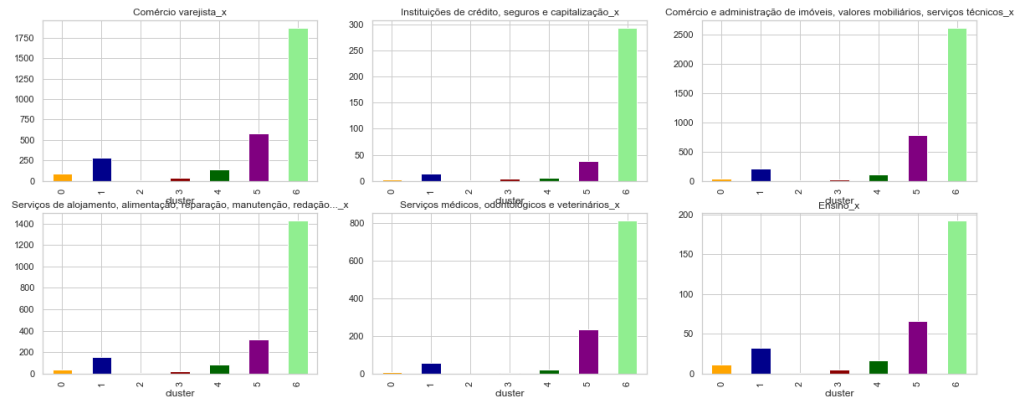 Comércio varejista_x
1750
1500
1250
1000
750
500
250
0
0 1 2 3 4 5 6
cluster
Instituições de crédito, seguros e capitalização_x
300
250
200
150
100
50
0
0 1 2 3 4 5 6
cluster
Comércio e administração de imóveis, valores mobiliários, serviços técnicos_x
2500
2000
1500
1000
500
0
0 1 2 3 4 5 6
cluster
Serviços de alojamento, alimentação, reparação, manutenção, redação..._x
1400
1200
1000
800
600
400
200
0
0 1 2 3 4 5 6
cluster
Serviços médicos, odontológicos e veterinários_x
800
600
400
200
0
0 1 2 3 4 5 6
cluster
Ensino_x
200
150
100
50
0
0 1 2 3 4 5 6
cluster